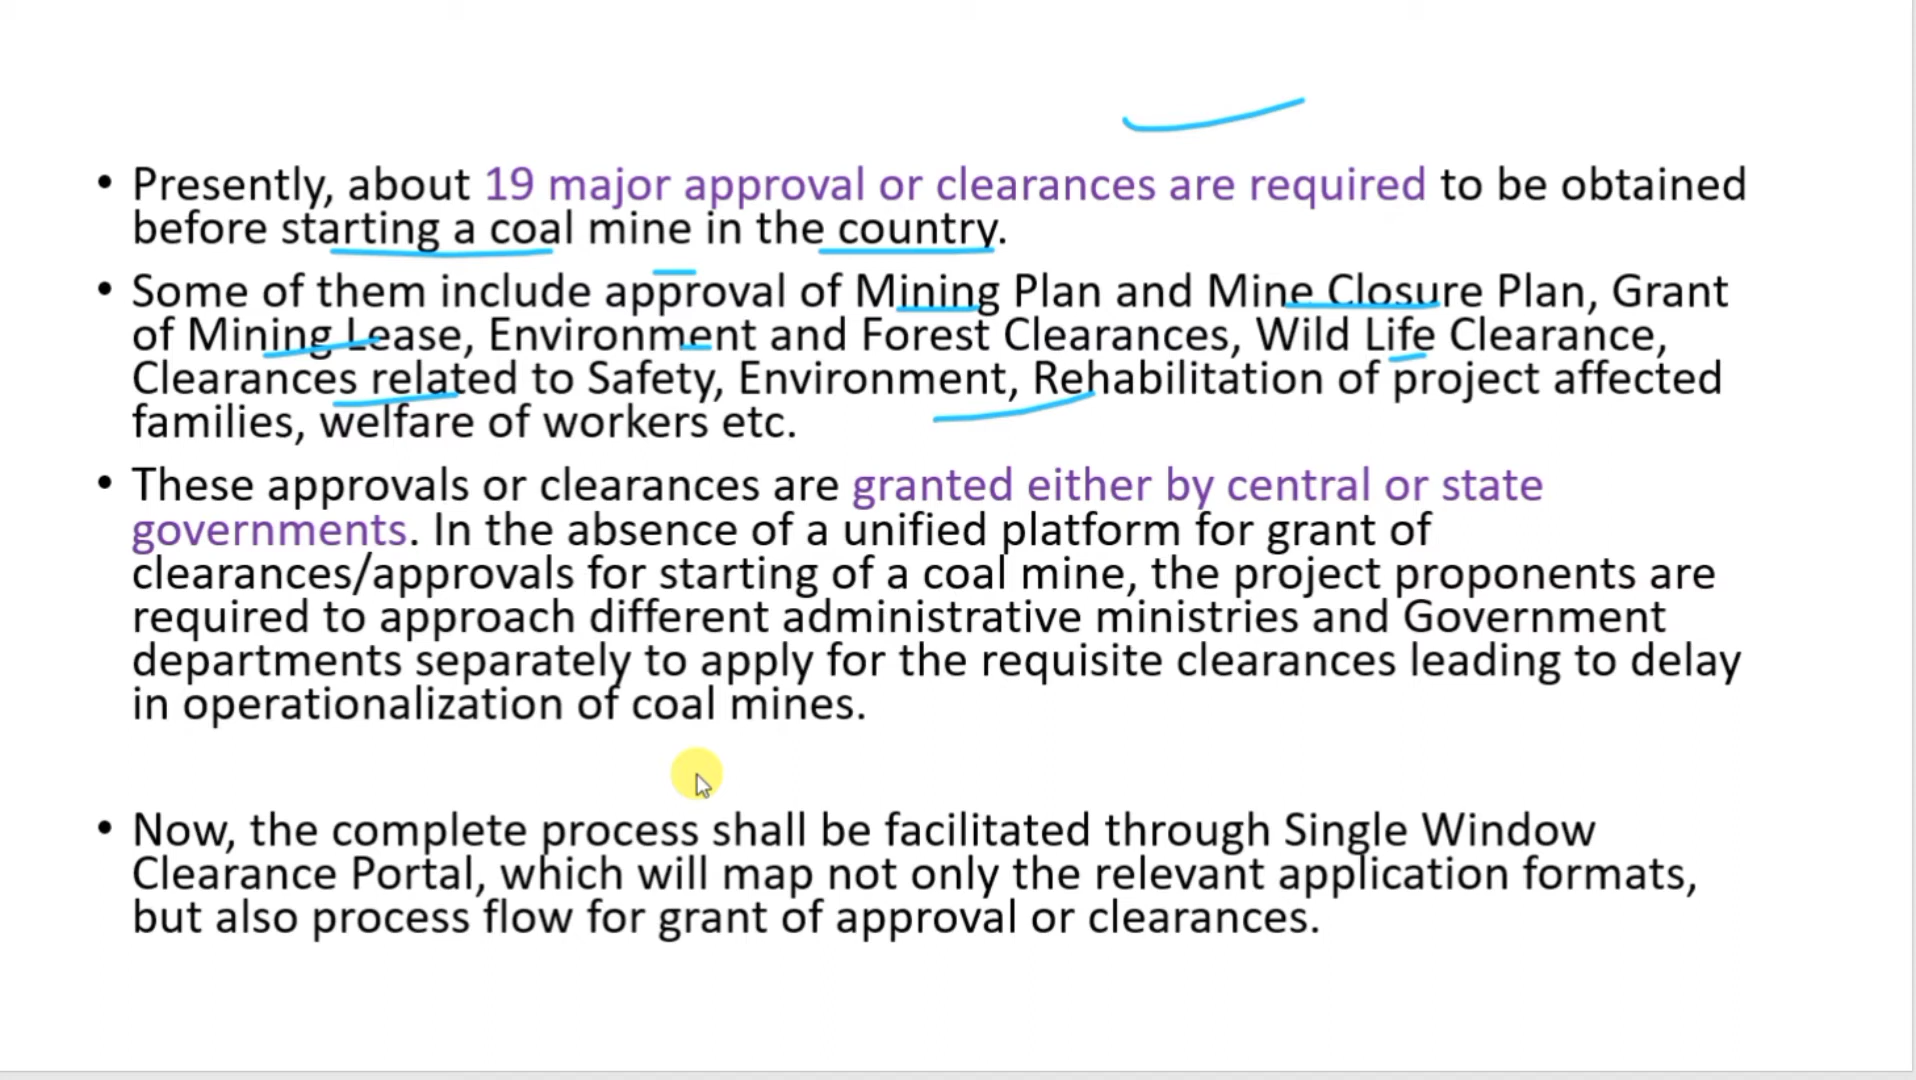 • Presently, about 19 major approval or clearances are required to be obtained
before starting a coal mine in the country.
• Some of them include approval of Mining Plan and Mine Closure Plan, Grant
of Mining Lease, Environment and Forest Clearances, Wild Life Clearance,
Clearances related to Safety, Environment, Rehabilitation of project affected
families, welfare of workers etc.
• These approvals or clearances are granted either by central or state
governments. In the absence of a unified platform for grant of
clearances/approvals for starting of a coal mine, the project proponents are
required to approach different administrative ministries and Government
departments separately to apply for the requisite clearances leading to delay
in operationalization of coal mines.
• Now, the complete process shall be facilitated through Single Window
Clearance Portal, which will map not only the relevant application formats,
but also process flow for grant of approval or clearances.